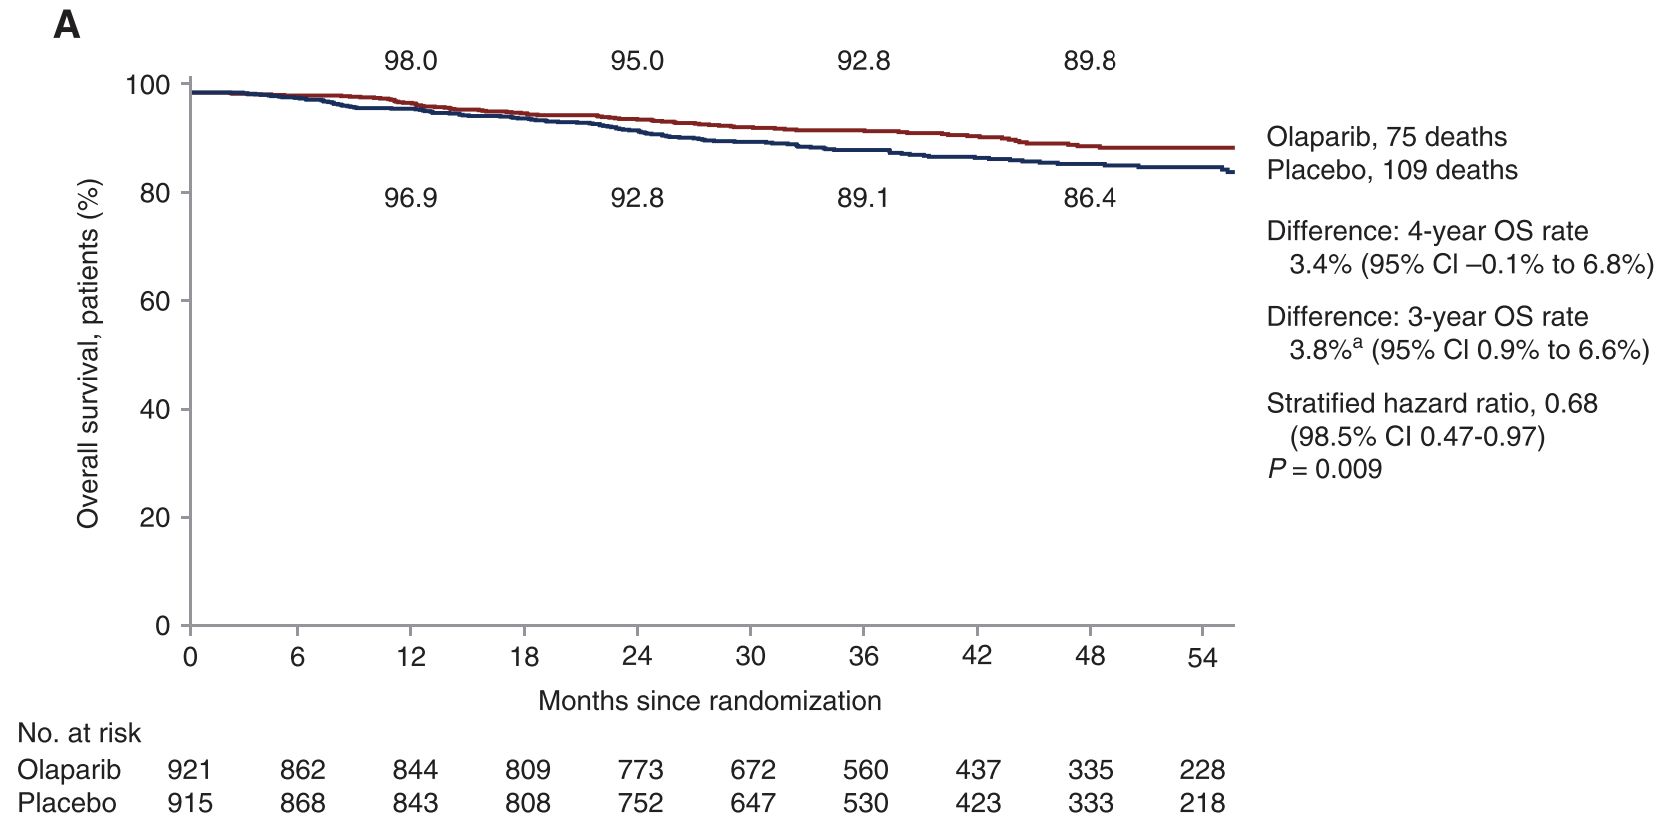 A
98.0 95.0 92.8 89.8
100
80
60
40
20
0
Overall survival, patients (%)
96.9 92.8 89.1 86.4
Olaparib, 75 deaths
Placebo, 109 deaths
Difference: 4-year OS rate
3.4% (95% CI –0.1% to 6.8%)
Difference: 3-year OS rate
3.8%ᵃ (95% CI 0.9% to 6.6%)
Stratified hazard ratio, 0.68
(98.5% CI 0.47-0.97)
P = 0.009
0 6 12 18 24 30 36 42 48 54
Months since randomization
No. at risk
Olaparib 921 862 844 809 773 672 560 437 335 228
Placebo 915 868 843 808 752 647 530 423 333 218